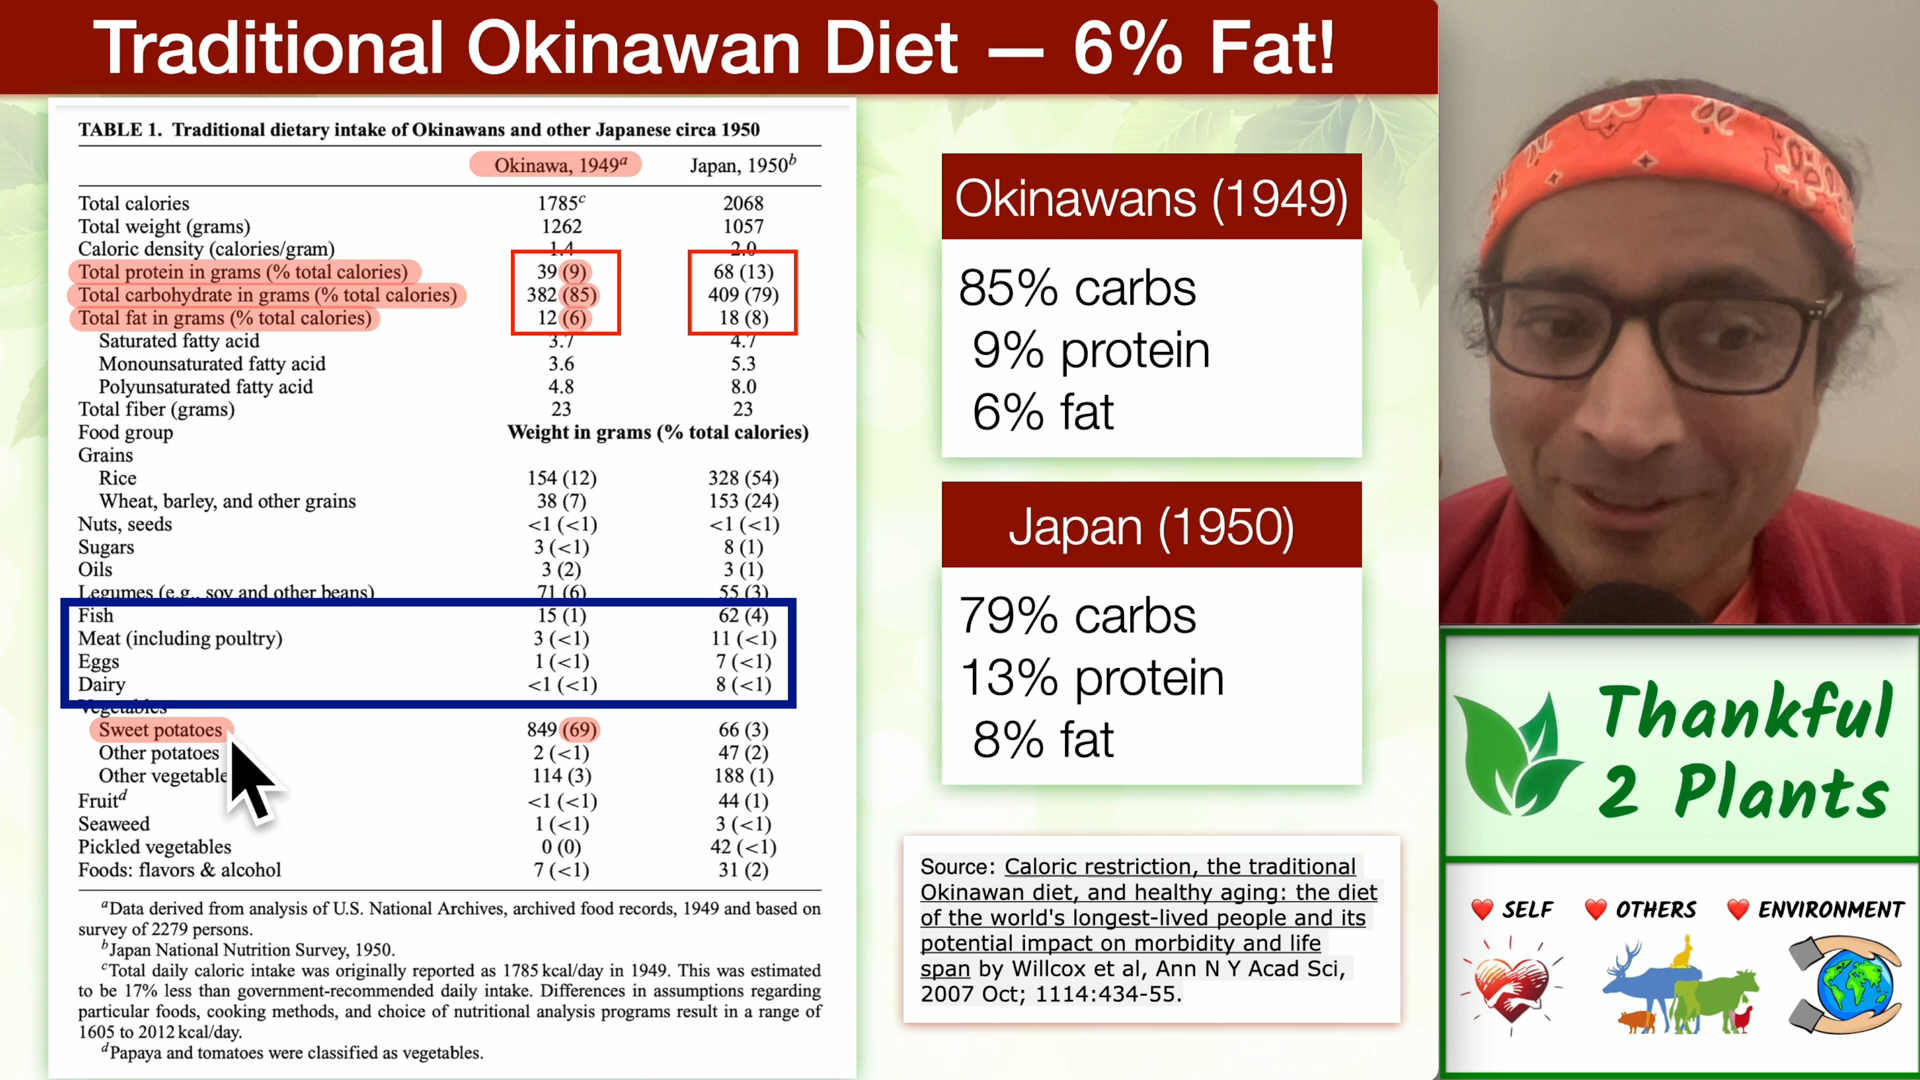 Traditional Okinawan Diet — 6% Fat!
TABLE 1. Traditional dietary intake of Okinawans and other Japanese circa 1950
Okinawa, 1949a Japan, 1950b
Total calories 1785c 2068
Total weight (grams) 1262 1057
Caloric density (calories/gram) 1.4 2.0
Total protein in grams (% total calories) 39 (9) 68 (13)
Total carbohydrate in grams (% total calories) 382 (85) 409 (79)
Total fat in grams (% total calories) 12 (6) 18 (8)
Saturated fatty acid 3.7 4.7
Monounsaturated fatty acid 3.6 5.3
Polyunsaturated fatty acid 4.8 8.0
Total fiber (grams) 23 23
Food group Weight in grams (% total calories)
Grains
Rice 154 (12) 328 (54)
Wheat, barley, and other grains 38 (7) 153 (24)
Nuts, seeds <1 (<1) <1 (<1)
Sugars 3 (<1) 8 (1)
Oils 3 (2) 3 (1)
Legumes (e.g., soy and other beans) 71 (6) 55 (3)
Fish 15 (1) 62 (4)
Meat (including poultry) 3 (<1) 11 (<1)
Eggs 1 (<1) 7 (<1)
Dairy <1 (<1) 8 (<1)
Vegetables
Sweet potatoes 849 (69) 66 (3)
Other potatoes 2 (<1) 47 (2)
Other vegetable 114 (3) 188 (1)
Fruitd <1 (<1) 44 (1)
Seaweed 1 (<1) 3 (<1)
Pickled vegetables 0 (0) 42 (<1)
Foods: flavors & alcohol 7 (<1) 31 (2)
aData derived from analysis of U.S. National Archives, archived food records, 1949 and based on
survey of 2279 persons.
bJapan National Nutrition Survey, 1950.
cTotal daily caloric intake was originally reported as 1785 kcal/day in 1949. This was estimated
to be 17% less than government-recommended daily intake. Differences in assumptions regarding
particular foods, cooking methods, and choice of nutritional analysis programs result in a range of
1605 to 2012 kcal/day.
dPapaya and tomatoes were classified as vegetables.
Okinawans (1949)
85% carbs
9% protein
6% fat
Japan (1950)
79% carbs
13% protein
8% fat
Source: Caloric restriction, the traditional
Okinawan diet, and healthy aging: the diet
of the world's longest-lived people and its
potential impact on morbidity and life
span by Willcox et al, Ann N Y Acad Sci,
2007 Oct; 1114:434-55.
Thankful
2 Plants
SELF OTHERS ENVIRONMENT